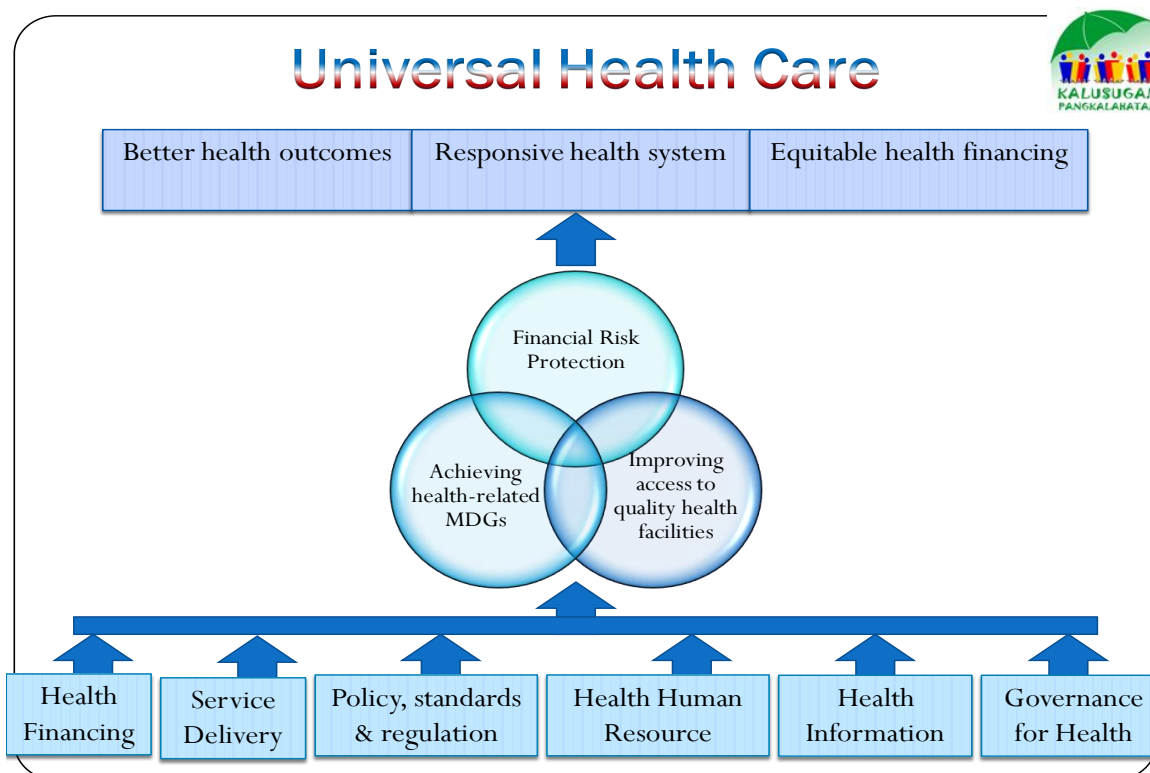 Universal Health Care
KALUSUGAN
PANGKALAHATAN
Better health outcomes
Responsive health system
Equitable health financing
Financial Risk
Protection
Achieving
health-related
MDGs
Improving
access to
quality health
facilities
Health
Financing
Service
Delivery
Policy, standards
& regulation
Health Human
Resource
Health
Information
Governance
for Health